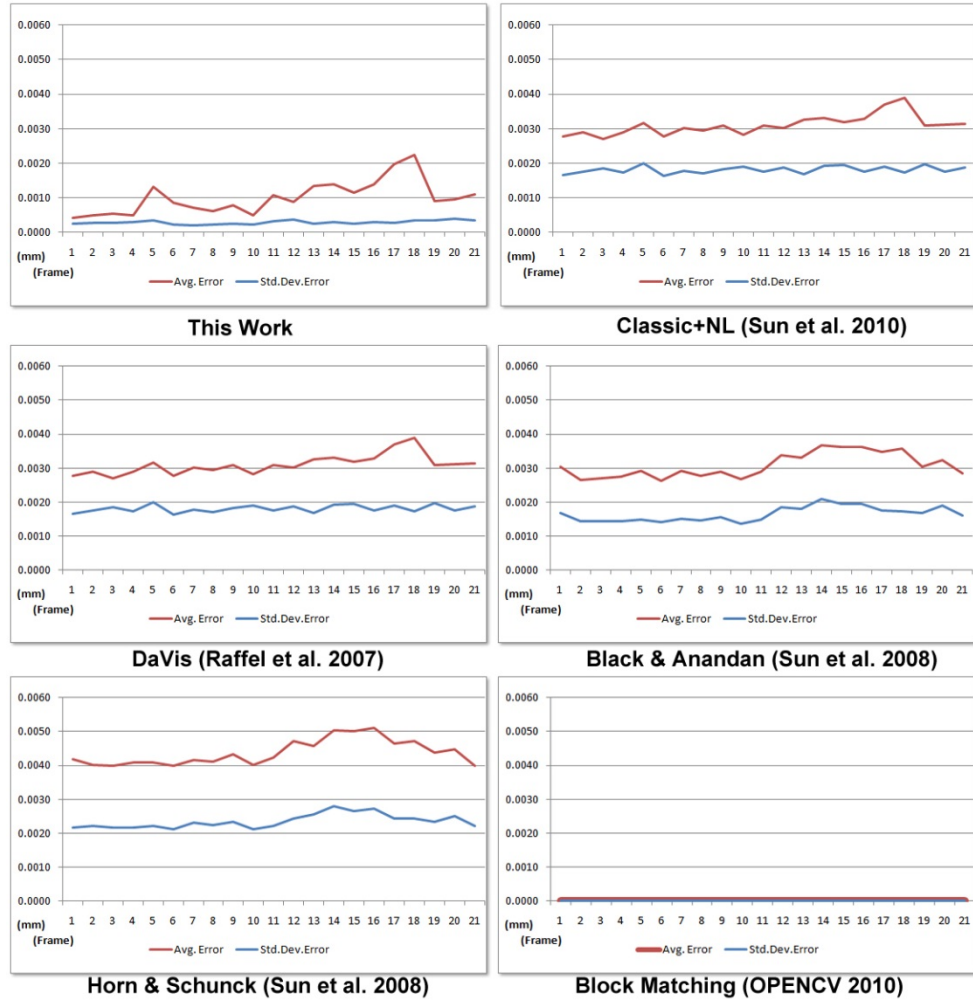 0.0060
0.0050
0.0040
0.0030
0.0020
0.0010
0.0000
(mm)
1 2 3 4 5 6 7 8 9 10 11 12 13 14 15 16 17 18 19 20 21
(Frame)
Avg. Error Std.Dev.Error
This Work
0.0060
0.0050
0.0040
0.0030
0.0020
0.0010
0.0000
(mm)
1 2 3 4 5 6 7 8 9 10 11 12 13 14 15 16 17 18 19 20 21
(Frame)
Avg. Error Std.Dev.Error
Classic+NL (Sun et al. 2010)
0.0060
0.0050
0.0040
0.0030
0.0020
0.0010
0.0000
(mm)
1 2 3 4 5 6 7 8 9 10 11 12 13 14 15 16 17 18 19 20 21
(Frame)
Avg. Error Std.Dev.Error
DaVis (Raffel et al. 2007)
0.0060
0.0050
0.0040
0.0030
0.0020
0.0010
0.0000
(mm)
1 2 3 4 5 6 7 8 9 10 11 12 13 14 15 16 17 18 19 20 21
(Frame)
Avg. Error Std.Dev.Error
Black & Anandan (Sun et al. 2008)
0.0060
0.0050
0.0040
0.0030
0.0020
0.0010
0.0000
(mm)
1 2 3 4 5 6 7 8 9 10 11 12 13 14 15 16 17 18 19 20 21
(Frame)
Avg. Error Std.Dev.Error
Horn & Schunck (Sun et al. 2008)
0.0060
0.0050
0.0040
0.0030
0.0020
0.0010
0.0000
(mm)
1 2 3 4 5 6 7 8 9 10 11 12 13 14 15 16 17 18 19 20 21
(Frame)
Avg. Error Std.Dev.Error
Block Matching (OPENCV 2010)